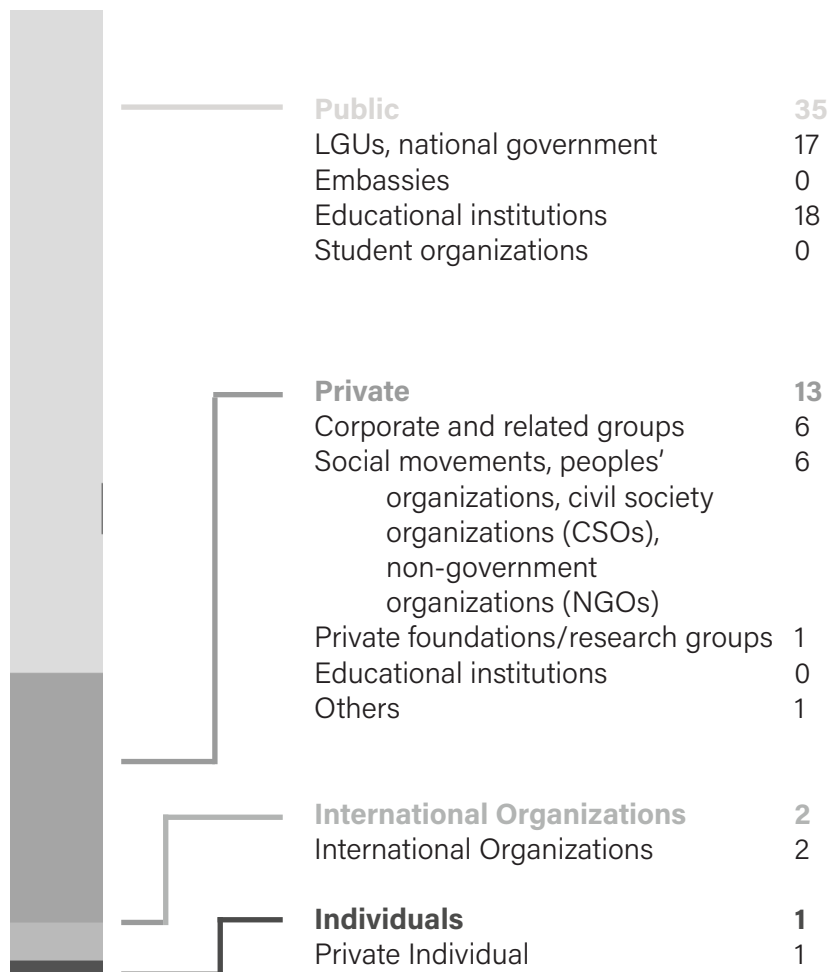 Public 35
LGUs, national government 17
Embassies 0
Educational institutions 18
Student organizations 0
Private 13
Corporate and related groups 6
Social movements, peoples’ 6
organizations, civil society
organizations (CSOs),
non-government
organizations (NGOs)
Private foundations/research groups 1
Educational institutions 0
Others 1
International Organizations 2
International Organizations 2
Individuals 1
Private Individual 1